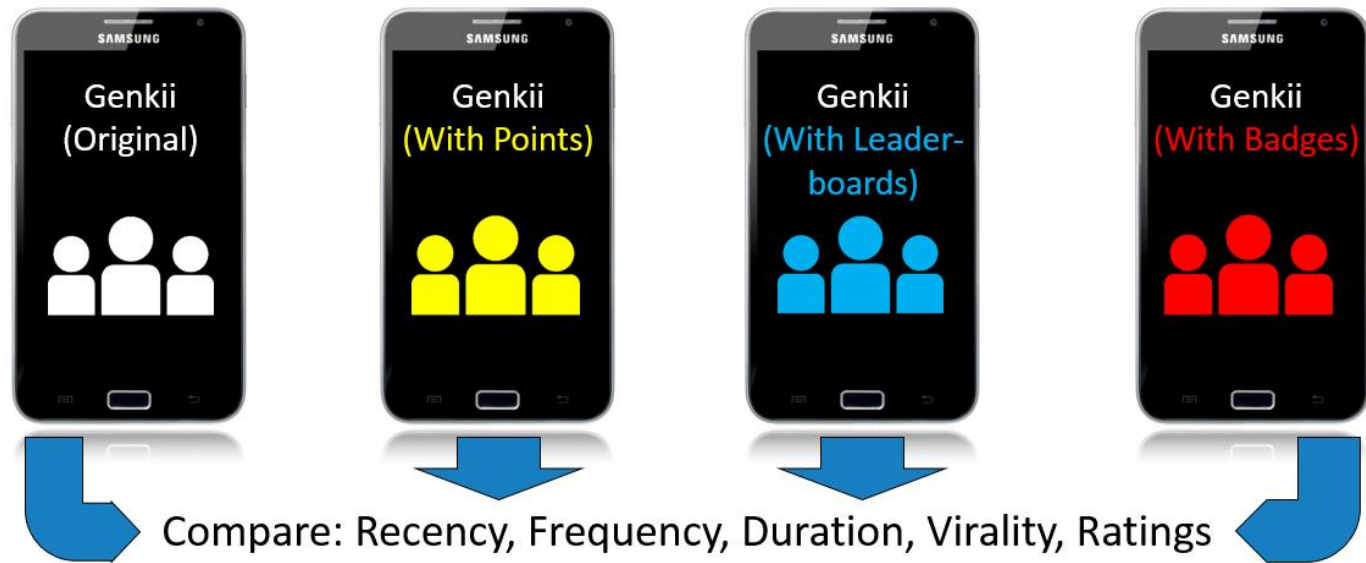 SAMSUNG
Genkii
(Original)
SAMSUNG
Genkii
(With Points)
SAMSUNG
Genkii
(With Leader-
boards)
SAMSUNG
Genkii
(With Badges)
Compare: Recency, Frequency, Duration, Virality, Ratings